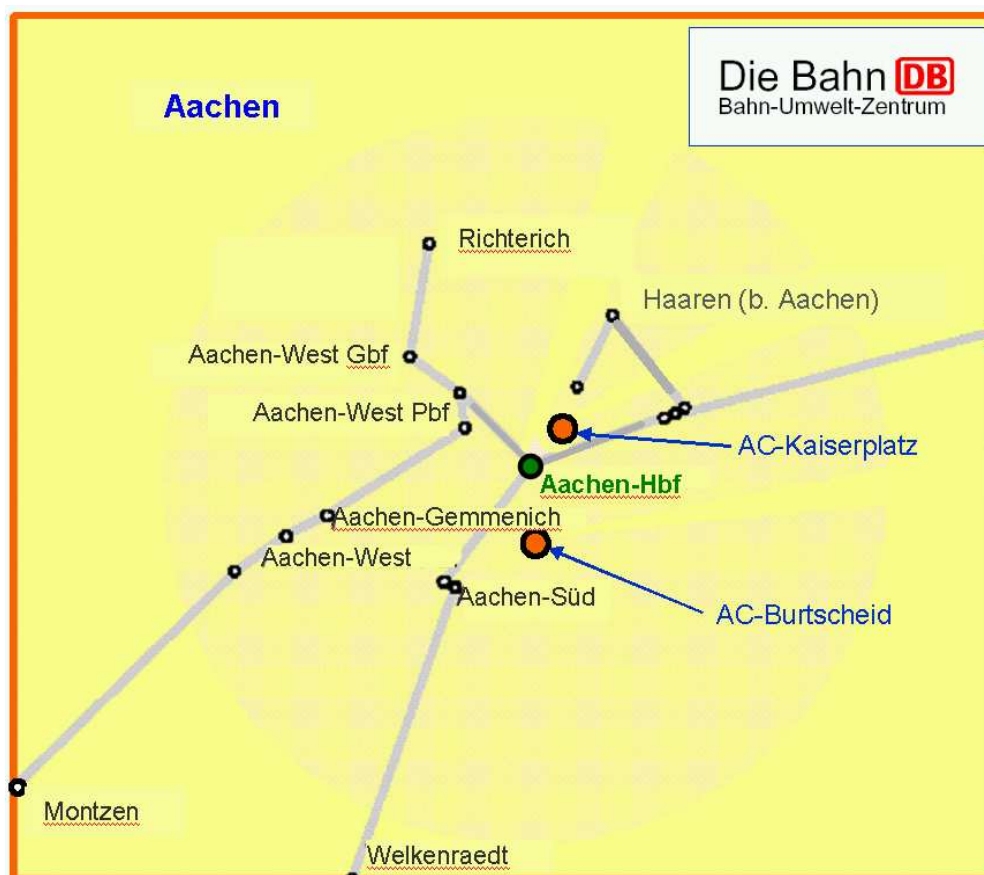 Die Bahn DB
Bahn-Umwelt-Zentrum
Aachen
Richterich
Haaren (b. Aachen)
Aachen-West Gbf
Aachen-West Pbf
AC-Kaiserplatz
Aachen-Hbf
Aachen-Gemmenich
Aachen-West
Aachen-Süd
AC-Burtscheid
Montzen
Welkenraedt